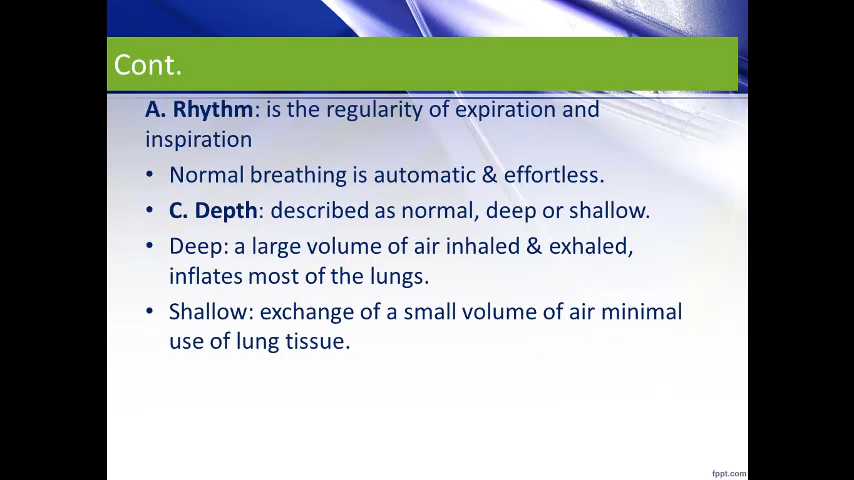 Cont.
A. Rhythm: is the regularity of expiration and
inspiration
• Normal breathing is automatic & effortless.
• C. Depth: described as normal, deep or shallow.
• Deep: a large volume of air inhaled & exhaled,
inflates most of the lungs.
• Shallow: exchange of a small volume of air minimal
use of lung tissue.
fppt.com